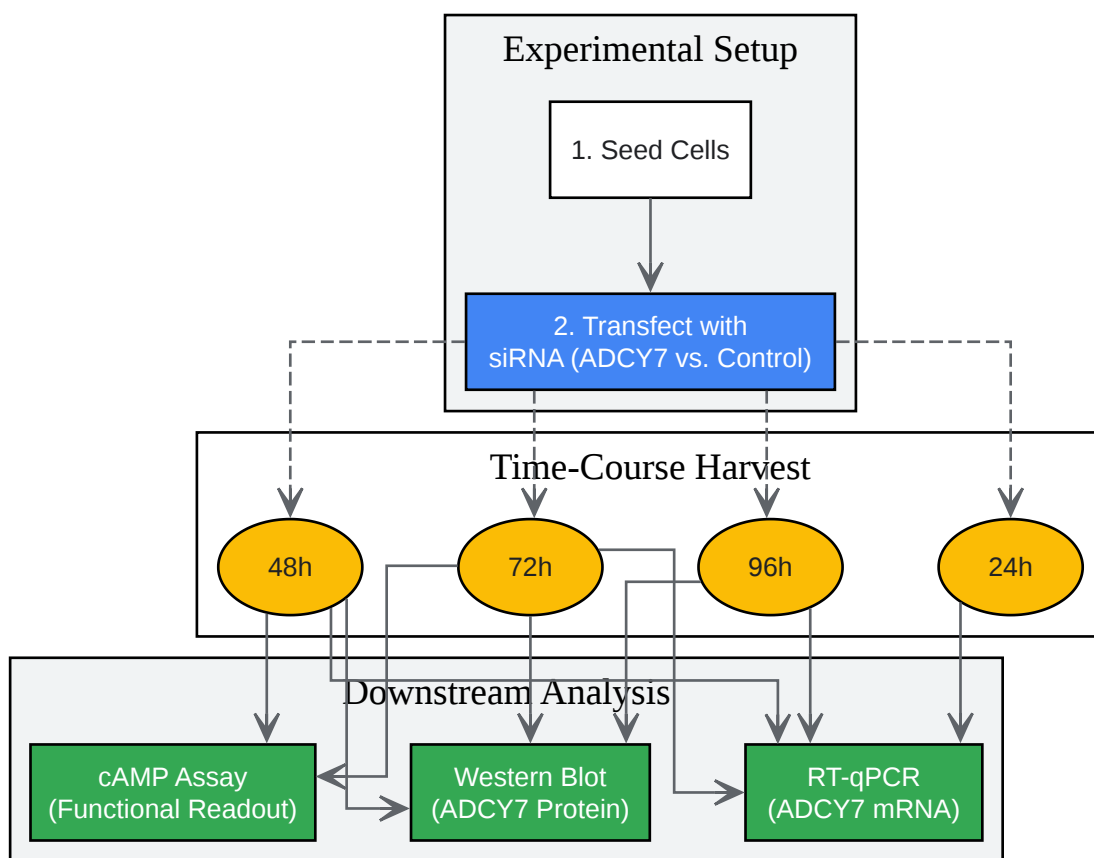 Experimental Setup
1. Seed Cells
2. Transfect with
siRNA (ADCY7 vs. Control)
Time-Course Harvest
48h
72h
96h
24h
Downstream Analysis
cAMP Assay
(Functional Readout)
Western Blot
(ADCY7 Protein)
RT-qPCR
(ADCY7 mRNA)